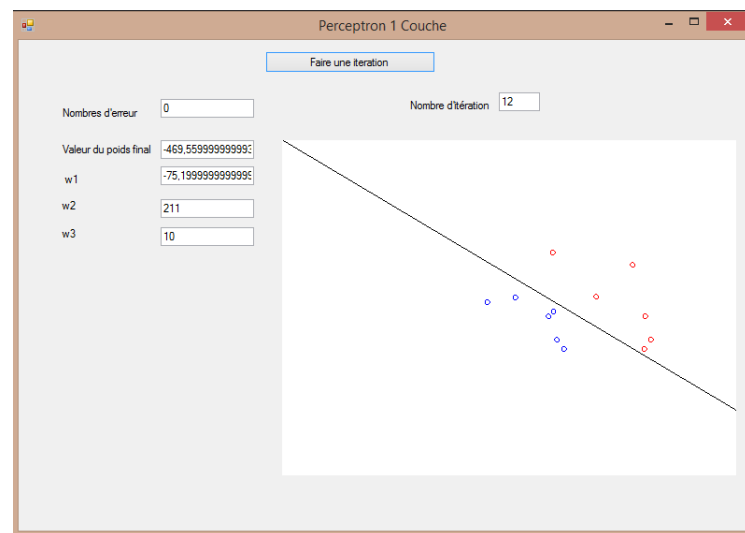 Perceptron 1 Couche
Faire une iteration
Nombres d'erreur 0
Nombre d'itération 12
Valeur du poids final -469,55999999999
w1 -75,199999999999
w2 211
w3 10